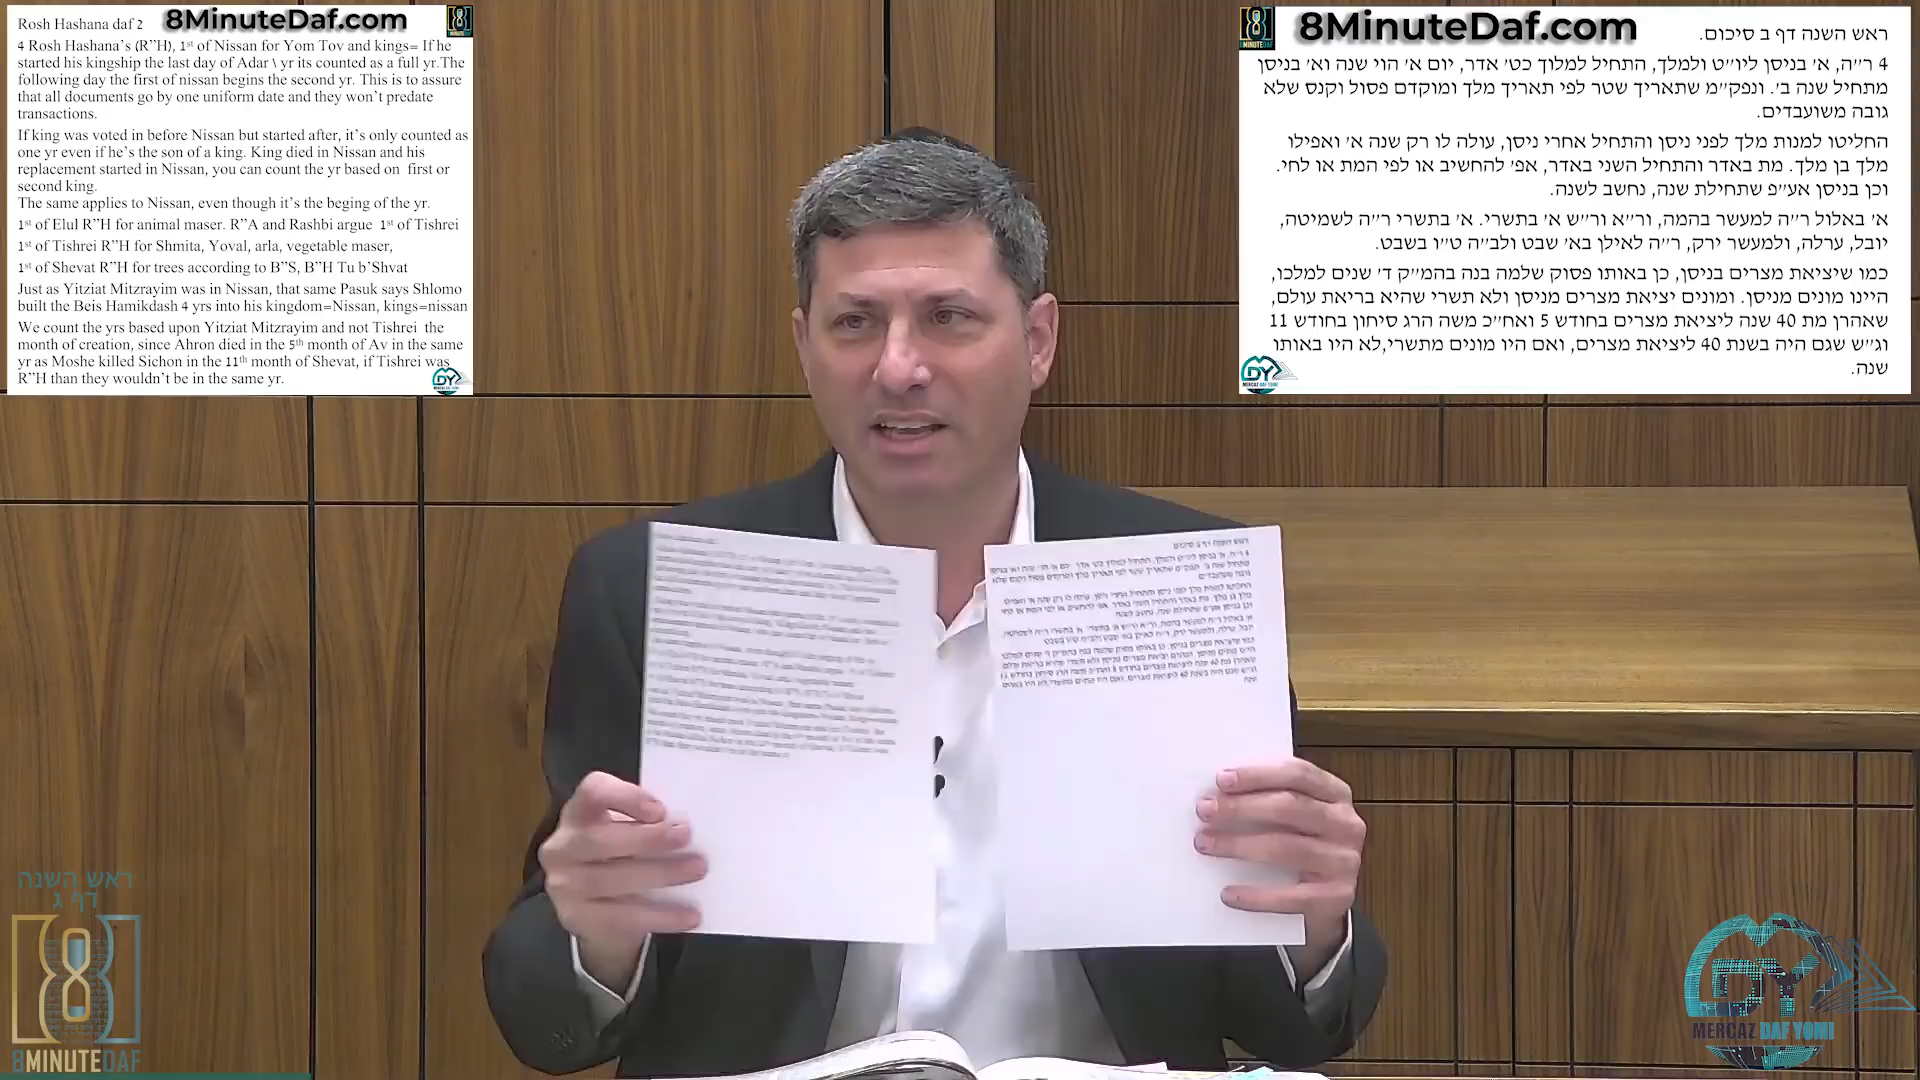 Rosh Hashana daf 2
8MinuteDaf.com
4 Rosh Hashana's (R"H), 1st of Nissan for Yom Tov and kings= If he
started his kingship the last day of Adar \ yr its counted as a full yr.The
following day the first of nissan begins the second yr. This is to assure
that all documents go by one uniform date and they won't predate
transactions.
If king was voted in before Nissan but started after, it's only counted as
one yr even if he's the son of a king. King died in Nissan and his
replacement started in Nissan, you can count the yr based on first or
second king.
The same applies to Nissan, even though it's the beging of the yr.
1st of Elul R"H for animal maser. R"A and Rashbi argue 1st of Tishrei
1st of Tishrei R"H for Shmita, Yoval, arla, vegetable maser,
1st of Shevat R"H for trees according to B"S, B"H Tu b'Shvat
Just as Yitziat Mitzrayim was in Nissan, that same Pasuk says Shlomo
built the Beis Hamikdash 4 yrs into his kingdom=Nissan, kings=nissan
We count the yrs based upon Yitziat Mitzrayim and not Tishrei the
month of creation, since Ahron died in the 5th month of Av in the same
yr as Moshe killed Sichon in the 11th month of Shevat, if Tishrei was
R"H than they wouldn't be in the same yr.
DY
MERCAZ DAF YOMI
8MinuteDaf.com
ראש השנה דף ב סיכום.
4 ר"ה, א' בניסן ליו"ט ולמלך, התחיל למלוך כט' אדר, יום א' הוי שנה וא' בניסן
מתחיל שנה ב'. ונפק"מ שתאריך שטר לפי תאריך מלך ומוקדם פסול וקנס שלא
גובה משועבדים.
החליטו למנות מלך לפני ניסן והתחיל אחרי ניסן, עולה לו רק שנה א' ואפילו
מלך בן מלך. מת באדר והתחיל השני באדר, אפ' להחשיב או לפי המת או לחי.
וכן בניסן אע"פ שתחילת שנה, נחשב לשנה.
א' באלול ר"ה למעשר בהמה, ור"א ור"ש א' בתשרי. א' בתשרי ר"ה לשמיטה,
יובל, ערלה, ולמעשר ירק, ר"ה לאילן בא' שבט ולב"ה ט"ו בשבט.
כמו שיציאת מצרים בניסן, כן באותו פסוק שלמה בנה בהמ"ק ד' שנים למלכו,
היינו מונים מניסן. ומונים יציאת מצרים מניסן ולא תשרי שהיא בריאת עולם,
שאהרן מת 40 שנה ליציאת מצרים בחודש 5 ואח"כ משה הרג סיחון בחודש 11
וג"ש שגם היה בשנת 40 ליציאת מצרים, ואם היו מונים מתשרי,לא היו באותו
שנה.
DY
MERCAZ DAF YOMI
ראש השנה
דף ג
8
8MINUTEDAF
DY
MERCAZ DAF YOMI